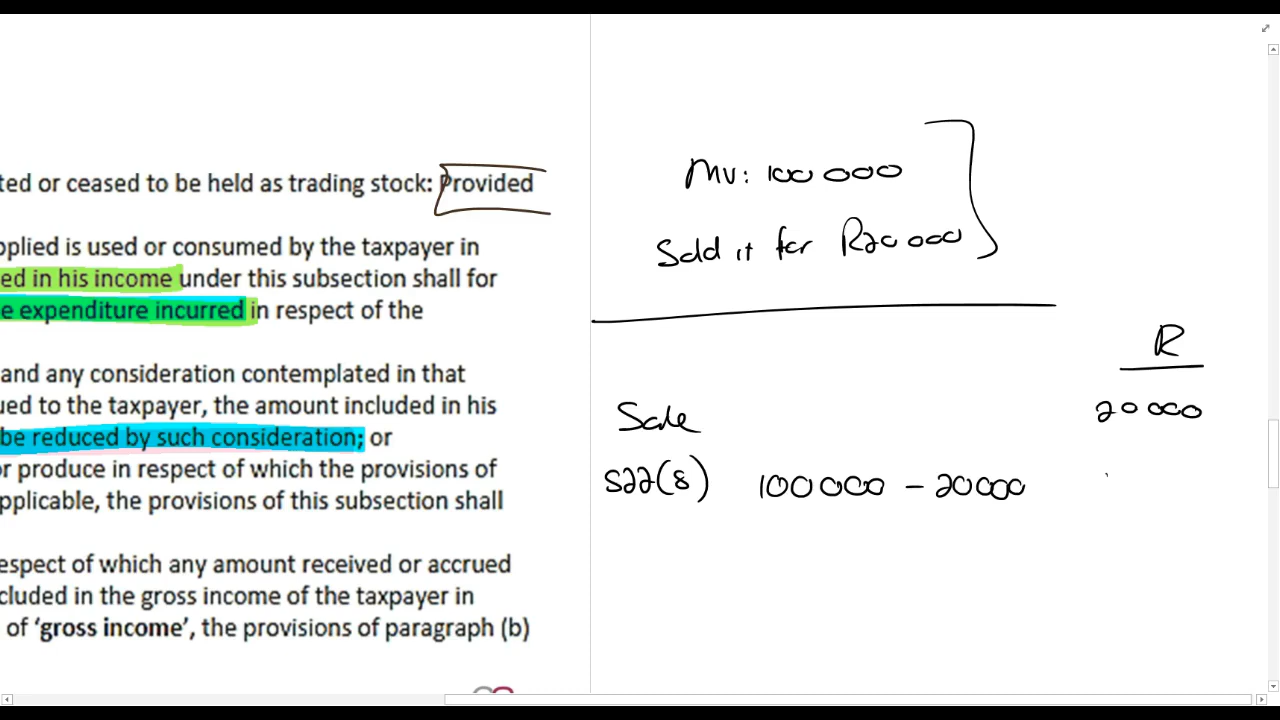 ted or ceased to be held as trading stock: Provided
pplied is used or consumed by the taxpayer in
ed in his income under this subsection shall for
e expenditure incurred in respect of the
and any consideration contemplated in that
ued to the taxpayer, the amount included in his
be reduced by such consideration; or
or produce in respect of which the provisions of
applicable, the provisions of this subsection shall
espect of which any amount received or accrued
cluded in the gross income of the taxpayer in
of ‘gross income’, the provisions of paragraph (b)
MV: 100 000
Sold it for R20 000
R
Sale 20 000
S22(8) 100 000 - 20 000